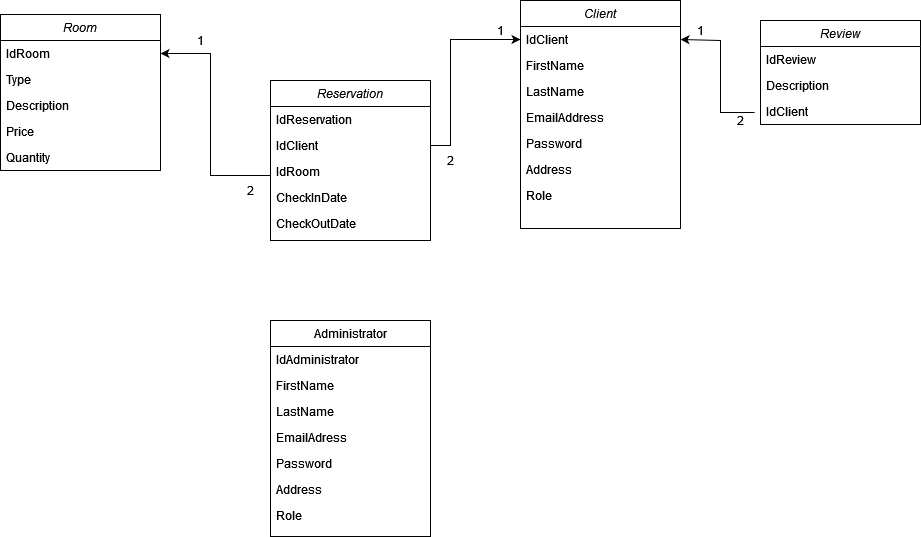 Room
IdRoom
Type
Description
Price
Quantity
1
2
Reservation
IdReservation
IdClient
IdRoom
CheckInDate
CheckOutDate
1
2
Client
IdClient
FirstName
LastName
EmailAddress
Password
Address
Role
1
2
Review
IdReview
Description
IdClient
Administrator
IdAdministrator
FirstName
LastName
EmailAdress
Password
Address
Role